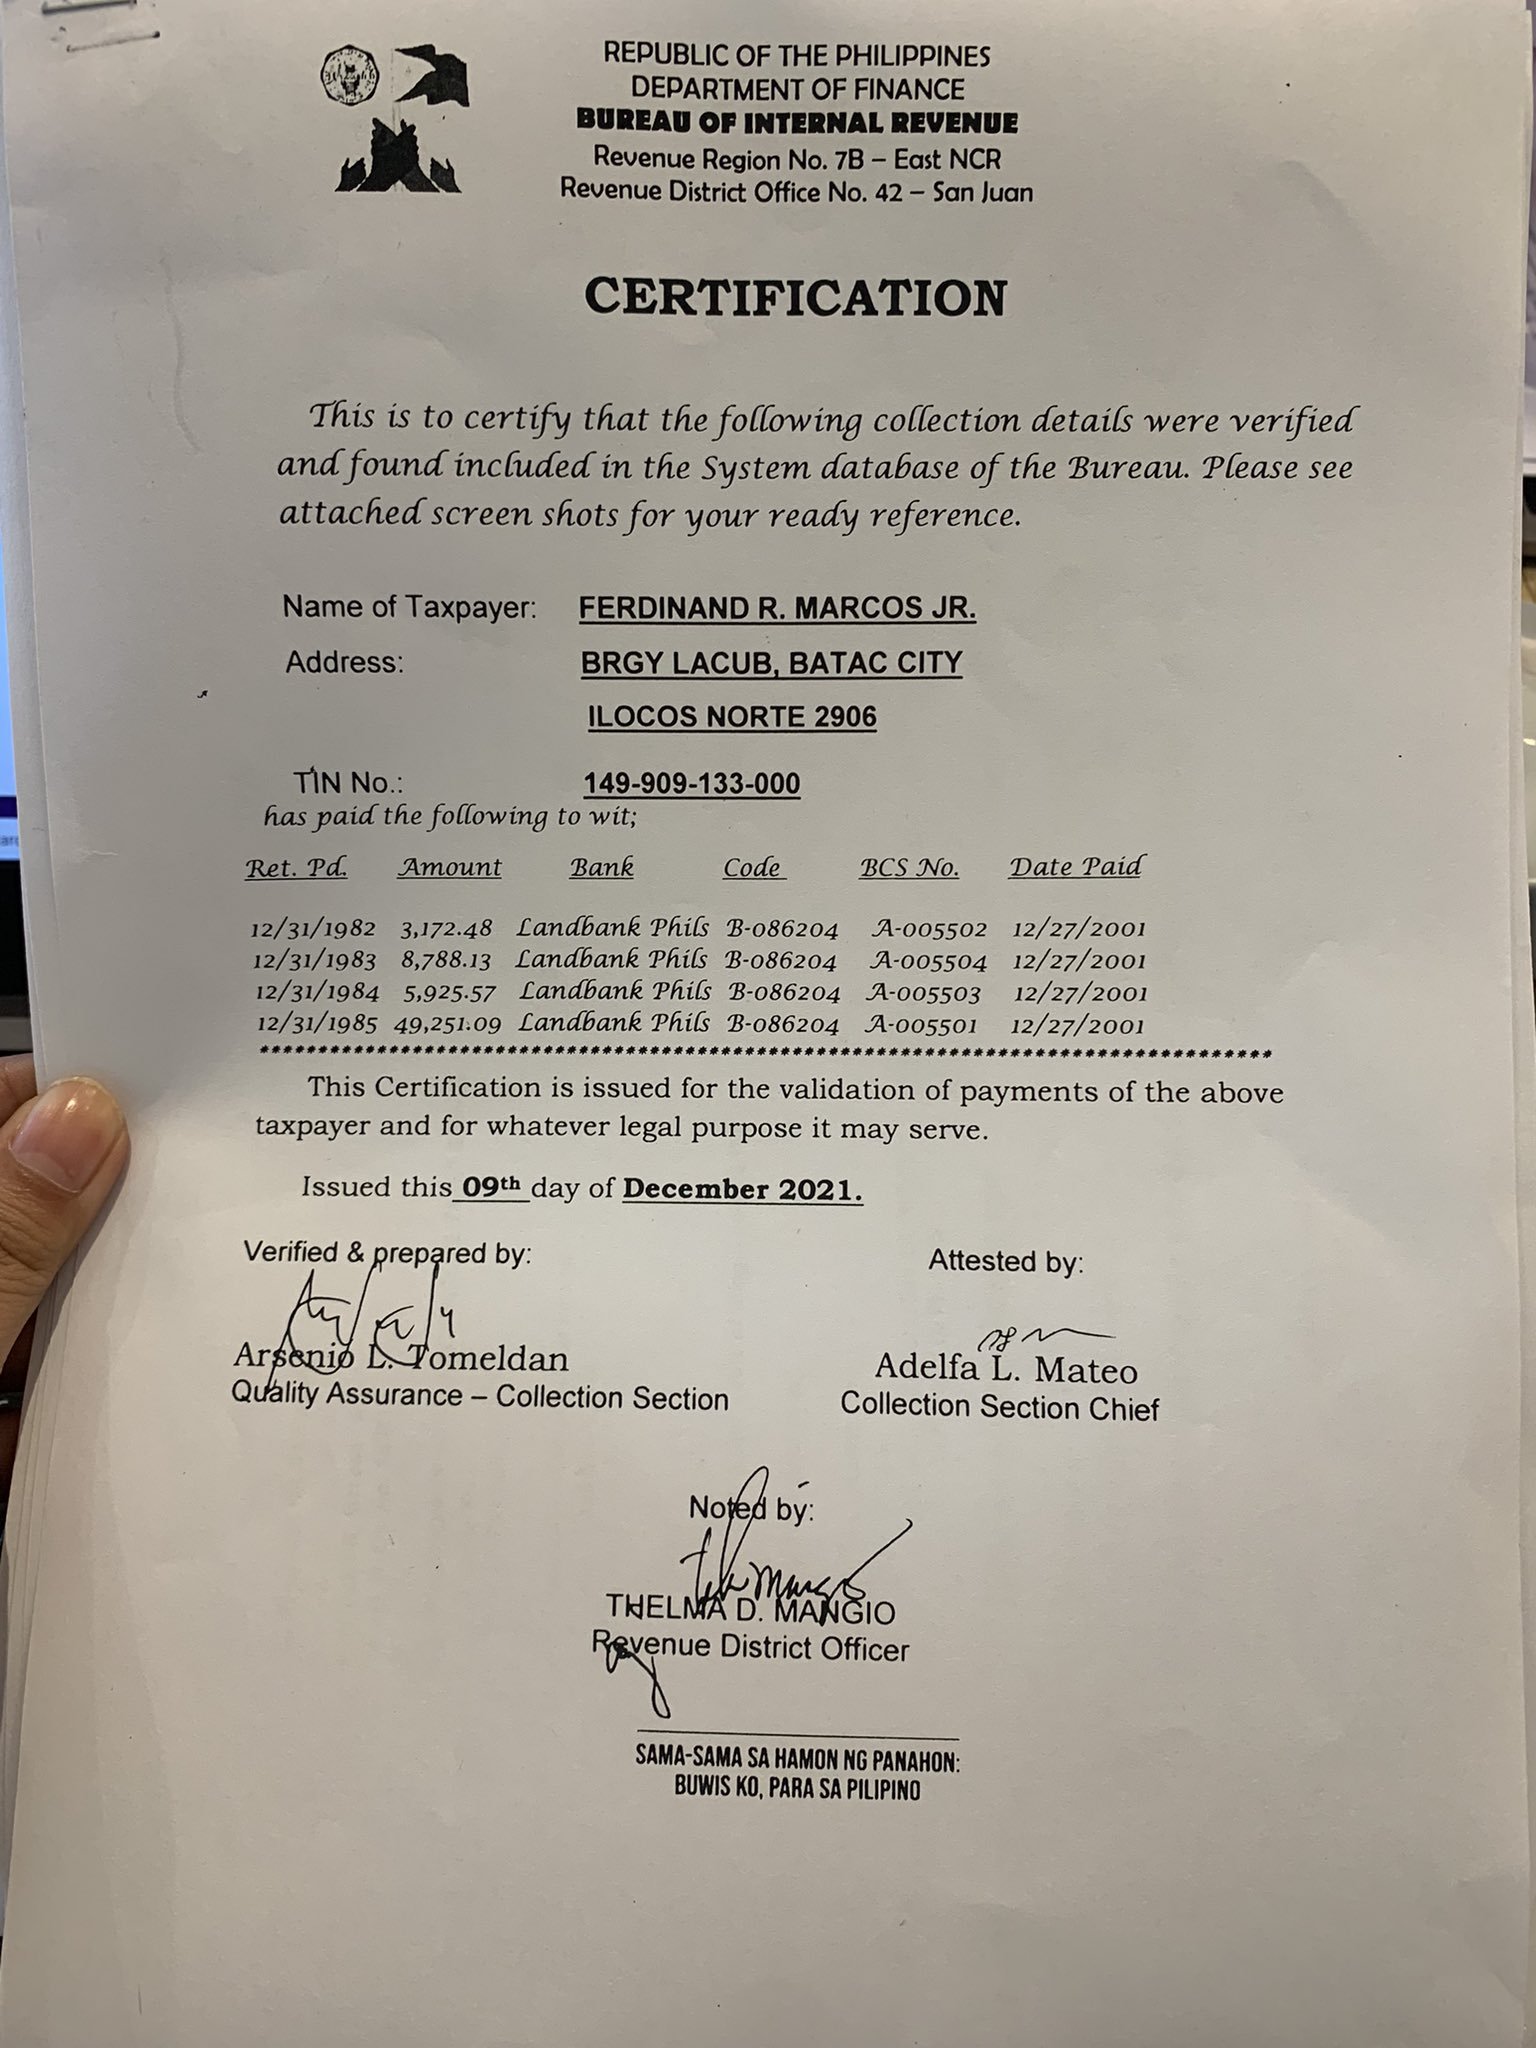 REPUBLIC OF THE PHILIPPINES
DEPARTMENT OF FINANCE
BUREAU OF INTERNAL REVENUE
Revenue Region No. 7B – East NCR
Revenue District Office No. 42 – San Juan
CERTIFICATION
This is to certify that the following collection details were verified
and found included in the System database of the Bureau. Please see
attached screen shots for your ready reference.
Name of Taxpayer: FERDINAND R. MARCOS JR.
Address: BRGY LACUB, BATAC CITY
ILOCOS NORTE 2906
TIN No.: 149-909-133-000
has paid the following to wit;
Ret. Pd. Amount Bank Code BCS No. Date Paid
12/31/1982 3,172.48 Landbank Phils B-086204 A-005502 12/27/2001
12/31/1983 8,788.13 Landbank Phils B-086204 A-005504 12/27/2001
12/31/1984 5,925.57 Landbank Phils B-086204 A-005503 12/27/2001
12/31/1985 49,251.09 Landbank Phils B-086204 A-005501 12/27/2001
This Certification is issued for the validation of payments of the above
taxpayer and for whatever legal purpose it may serve.
Issued this 09th day of December 2021.
Verified & prepared by: Attested by:
Arsenio L. Tomeldan Adelfa L. Mateo
Quality Assurance – Collection Section Collection Section Chief
Noted by:
THELMA D. MANGIO
Revenue District Officer
SAMA-SAMA SA HAMON NG PANAHON:
BUWIS KO, PARA SA PILIPINO